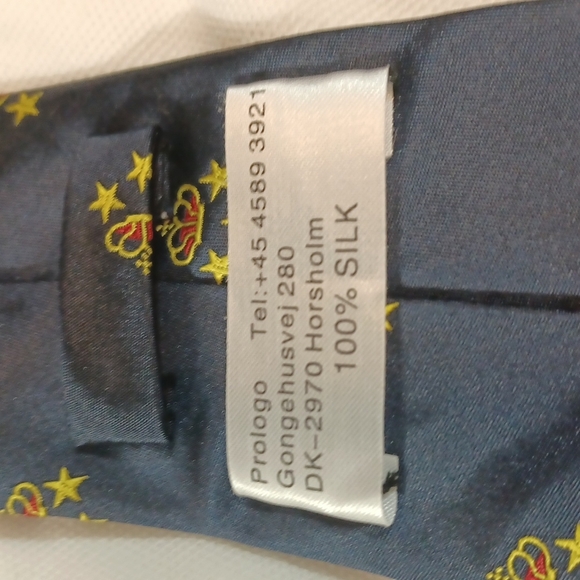 Prologo Tel:+45 4589 3921
Gongehusvej 280
DK-2970 Horsholm
100% SILK